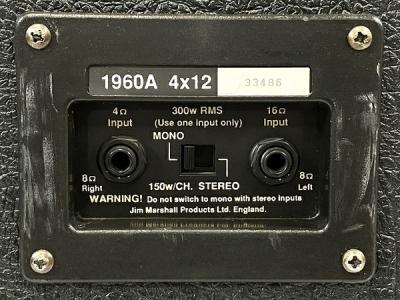 1960A 4x12 33486
4Ω 300w RMS 16Ω
Input (Use one input only) Input
MONO
8Ω 8Ω
Right 150w/CH. STEREO Left
WARNING! Do not switch to mono with stereo inputs
Jim Marshall Products Ltd. England.